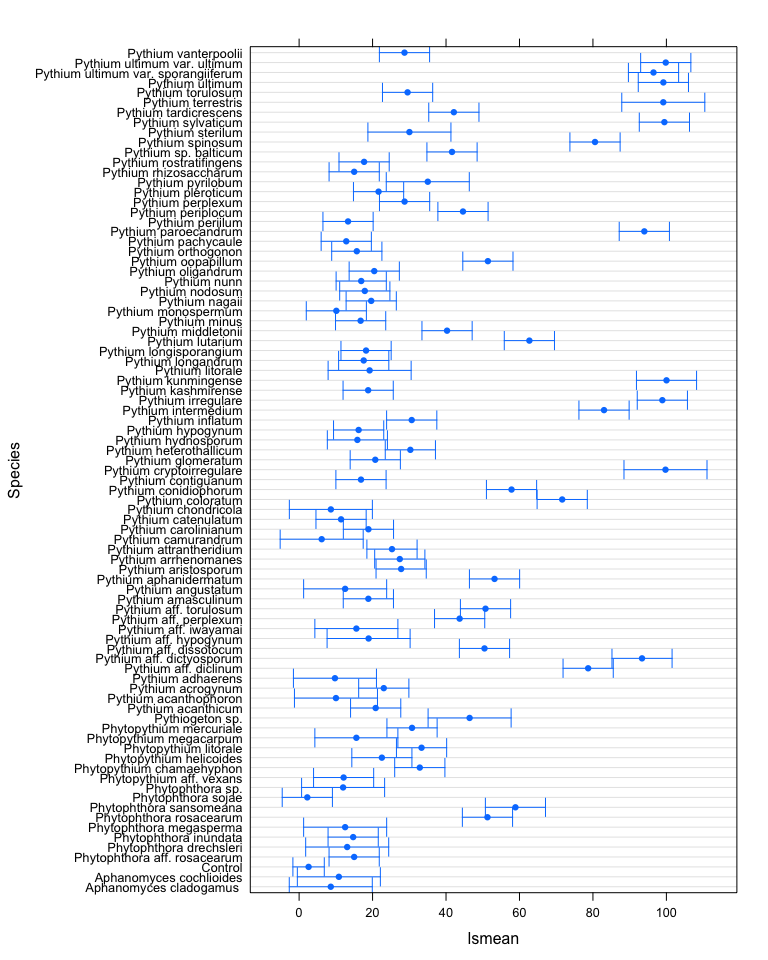 Pythium vanterpoolii
Pythium ultimum var. ultimum
Pythium ultimum var. sporangiiferum
Pythium ultimum
Pythium torulosum
Pythium terrestris
Pythium tardicrescens
Pythium sylvaticum
Pythium sterilum
Pythium spinosum
Pythium sp. balticum
Pythium rostratifingens
Pythium rhizosaccharum
Pythium pyrilobum
Pythium pleroticum
Pythium perplexum
Pythium periplocum
Pythium periilum
Pythium paroecandrum
Pythium pachycaule
Pythium orthogonon
Pythium oopapillum
Pythium oligandrum
Pythium nunn
Pythium nodosum
Pythium nagaii
Pythium monospermum
Pythium minus
Pythium middletonii
Pythium lutarium
Pythium longisporangium
Pythium longandrum
Pythium litorale
Pythium kunmingense
Pythium kashmirense
Pythium irregulare
Pythium intermedium
Pythium inflatum
Pythium hypogynum
Pythium hydnosporum
Pythium heterothallicum
Pythium glomeratum
Pythium cryptoirregulare
Pythium contiguanum
Pythium conidiophorum
Pythium coloratum
Pythium chondricola
Pythium catenulatum
Pythium carolinianum
Pythium camurandrum
Pythium attrantheridium
Pythium arrhenomanes
Pythium aristosporum
Pythium aphanidermatum
Pythium angustatum
Pythium amasculinum
Pythium aff. torulosum
Pythium aff. perplexum
Pythium aff. iwayamai
Pythium aff. hypogynum
Pythium aff. dissotocum
Pythium aff. dictyosporum
Pythium aff. diclinum
Pythium adhaerens
Pythium acrogynum
Pythium acanthophoron
Pythium acanthicum
Pythiogeton sp.
Phytopythium mercuriale
Phytopythium megacarpum
Phytopythium litorale
Phytopythium helicoides
Phytopythium chamaehyphon
Phytopythium aff. vexans
Phytophthora sp.
Phytophthora sojae
Phytophthora sansomeana
Phytophthora rosacearum
Phytophthora megasperma
Phytophthora inundata
Phytophthora drechsleri
Phytophthora aff. rosacearum
Control
Aphanomyces cochlioides
Aphanomyces cladogamus
Species
0 20 40 60 80 100
lsmean